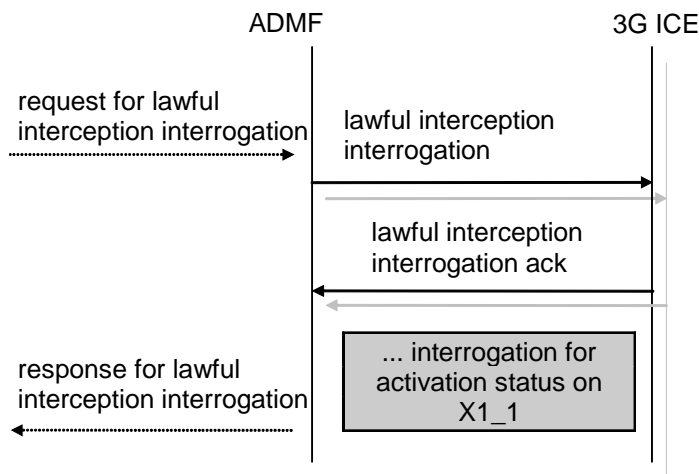 ADMF
3G ICE
request for lawful
interception interrogation
lawful interception
interrogation
lawful interception
interrogation ack
... interrogation for
activation status on
X1_1
response for lawful
interception interrogation